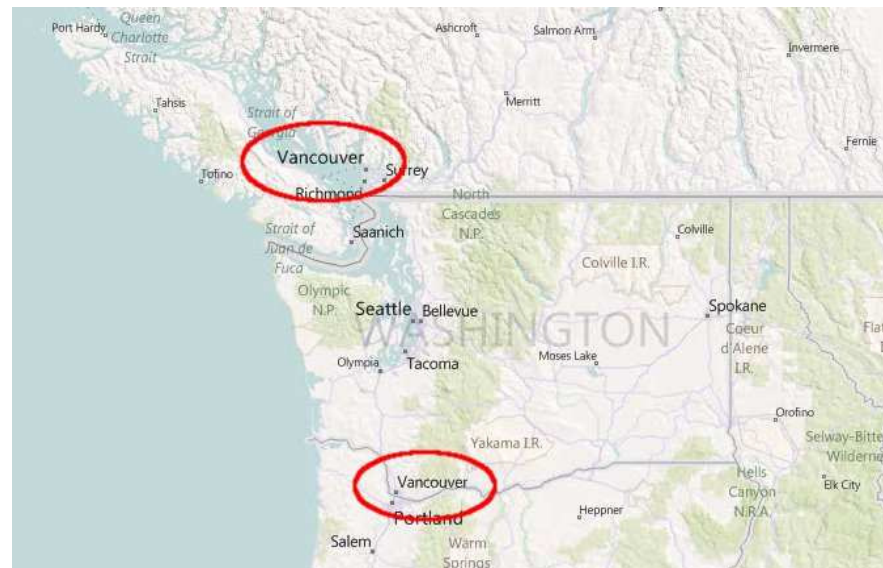 Port Hardy
Queen
Charlotte
Strait
Ashcroft
Salmon Arm
Invermere
Tahsis
Merritt
Strait of
Georgia
Fernie
Vancouver
Tofino
Surrey
Richmond
North
Cascades
N.P.
Strait of
Juan de
Fuca
Saanich
Colville
Colville I.R.
Olympic
N.P.
Seattle
Bellevue
Spokane
WASHINGTON
Coeur
d'Alene
I.R.
Flat
Olympia
Tacoma
Moses Lake
Orofino
Yakama I.R.
Selway-Bitte
Wilderne
Vancouver
Hells
Canyon
N.R.A.
Elk City
Portland
Heppner
Salem
Warm
Springs